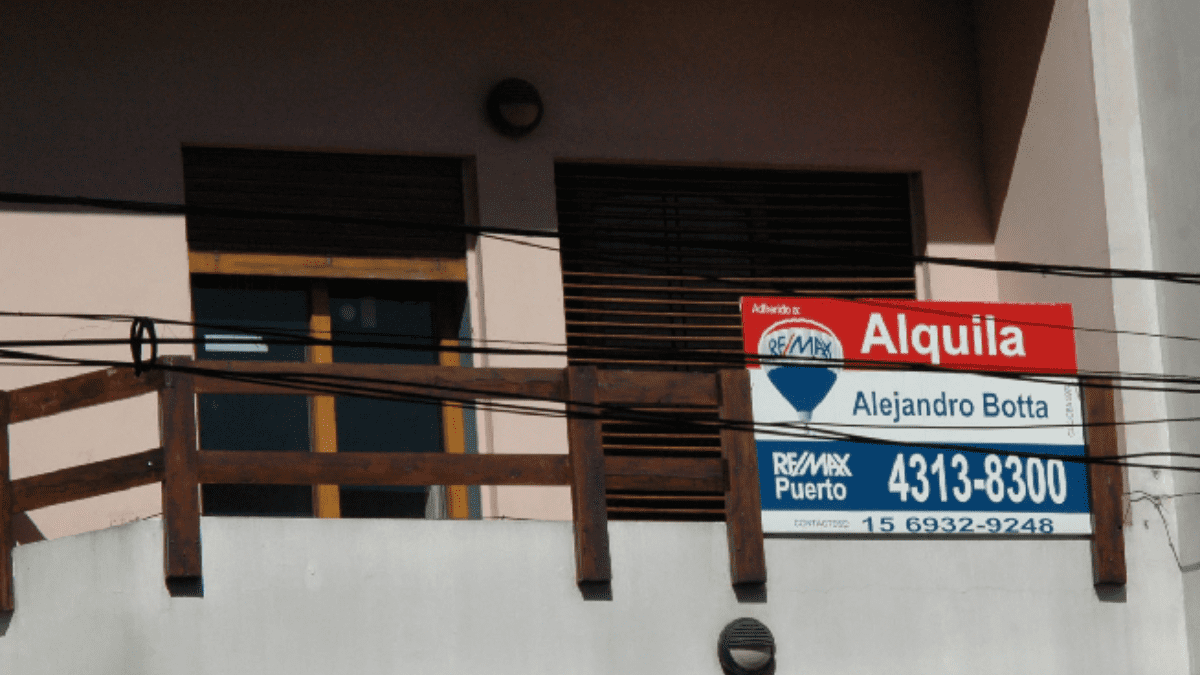 Adherido a:
RE/MAX
Alquila
Alejandro Botta
RE/MAX
Puerto
4313-8300
15 6932-9248